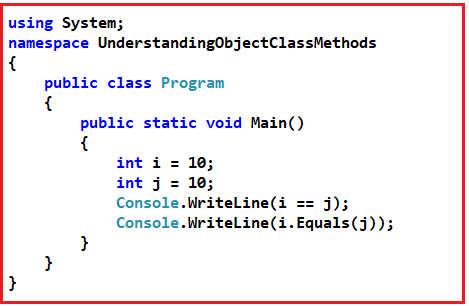 using System;
namespace UnderstandingObjectClassMethods
{
    public class Program
    {
        public static void Main()
        {
            int i = 10;
            int j = 10;
            Console.WriteLine(i == j);
            Console.WriteLine(i.Equals(j));
        }
    }
}